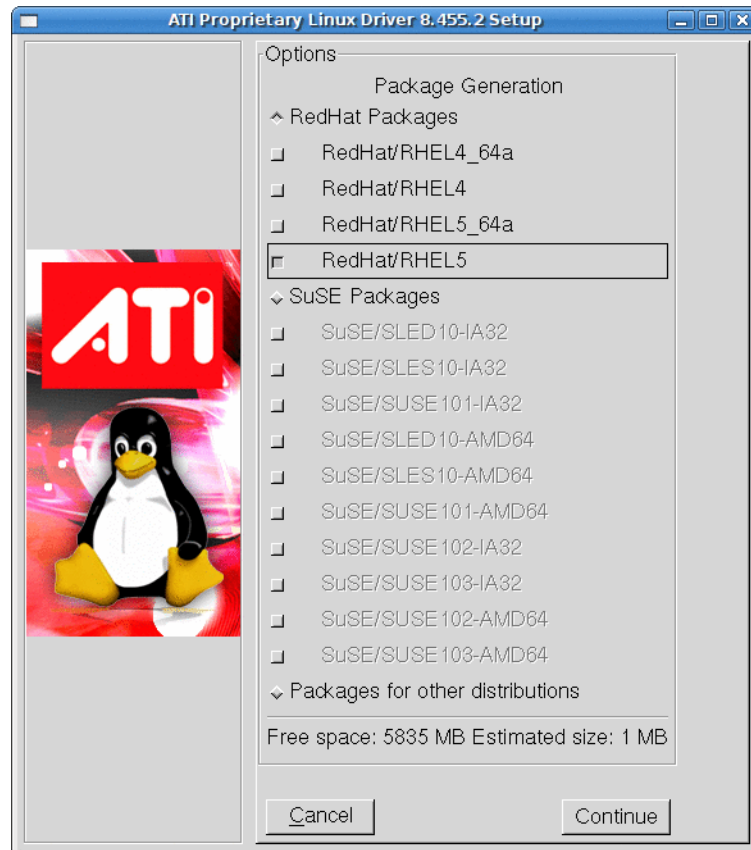 ATI Proprietary Linux Driver 8.455.2 Setup
Options
Package Generation
RedHat Packages
RedHat/RHEL4_64a
RedHat/RHEL4
RedHat/RHEL5_64a
RedHat/RHEL5
SuSE Packages
SuSE/SLED10-IA32
SuSE/SLES10-IA32
SuSE/SUSE101-IA32
SuSE/SLED10-AMD64
SuSE/SLES10-AMD64
SuSE/SUSE101-AMD64
SuSE/SUSE102-IA32
SuSE/SUSE103-IA32
SuSE/SUSE102-AMD64
SuSE/SUSE103-AMD64
Packages for other distributions
Free space: 5835 MB Estimated size: 1 MB
Cancel
Continue
ATI